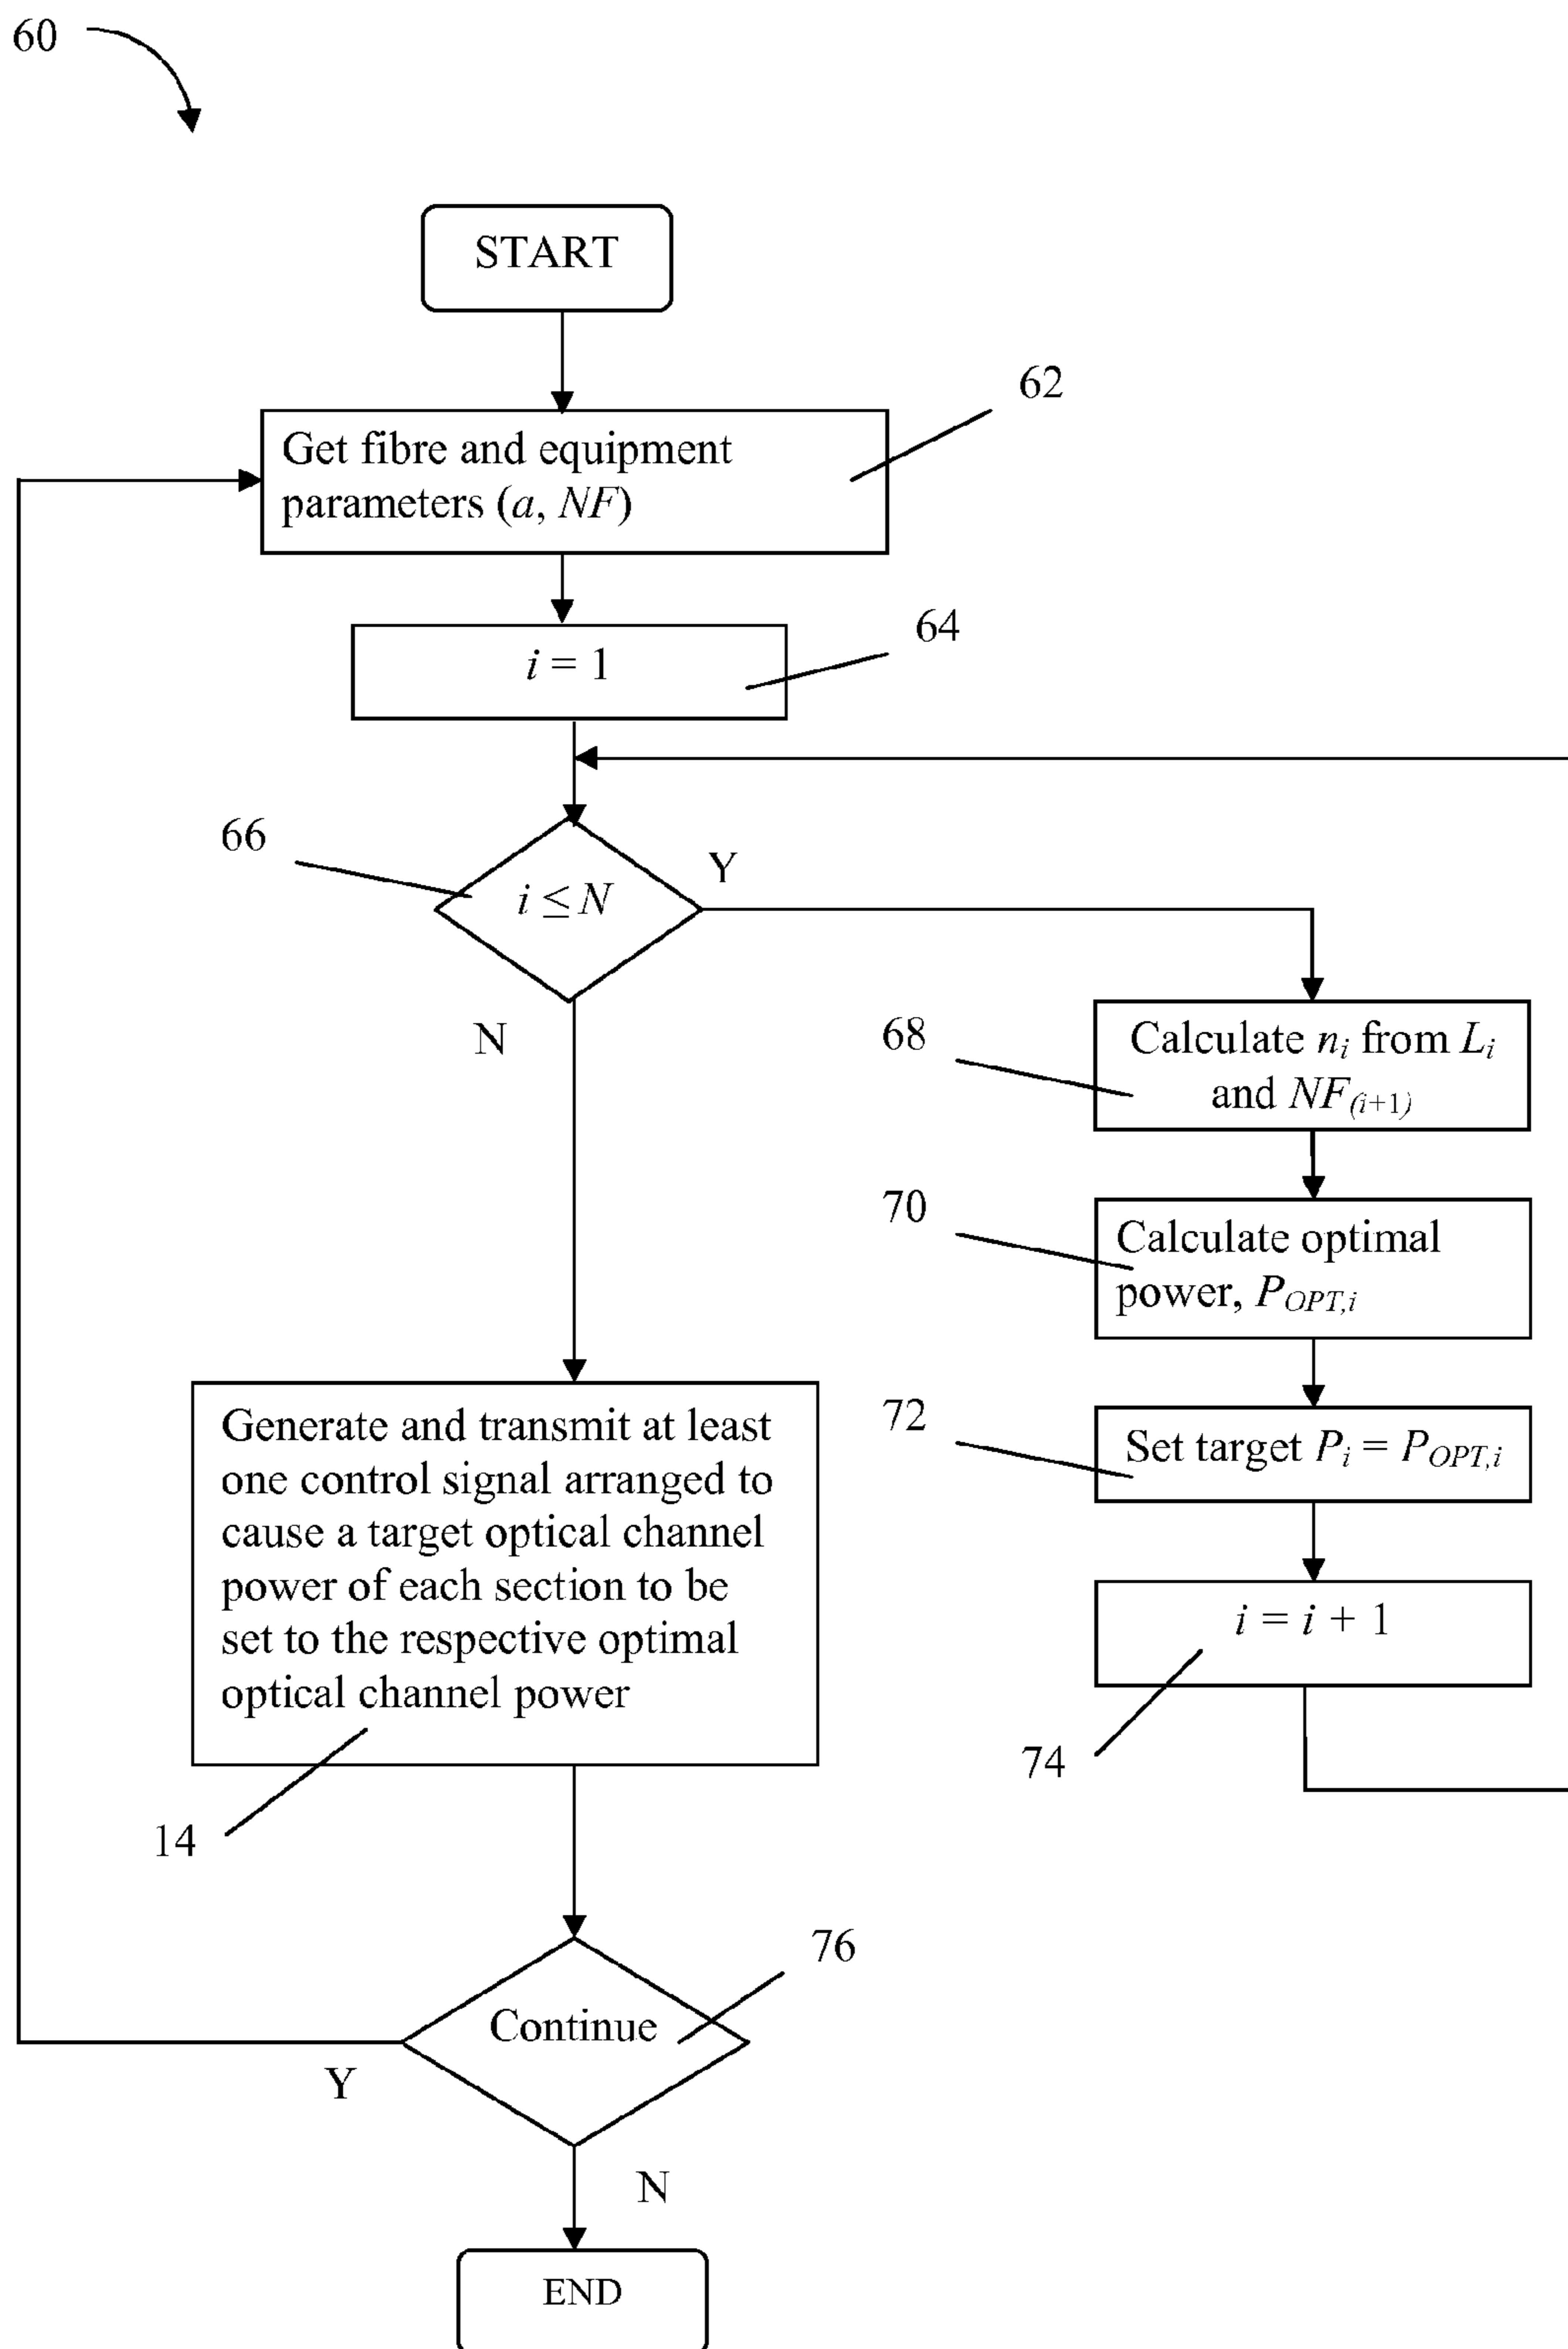 60
START
62
Get fibre and equipment
parameters (a, NF)
64
i = 1
66
i ≤ N
Y
N
68
Calculate nᵢ from Lᵢ
and NF₍ᵢ₊₁₎
70
Calculate optimal
power, P_OPT,i
72
Set target Pᵢ = P_OPT,i
i = i + 1
74
Generate and transmit at least
one control signal arranged to
cause a target optical channel
power of each section to be
set to the respective optimal
optical channel power
14
76
Continue
Y
N
END